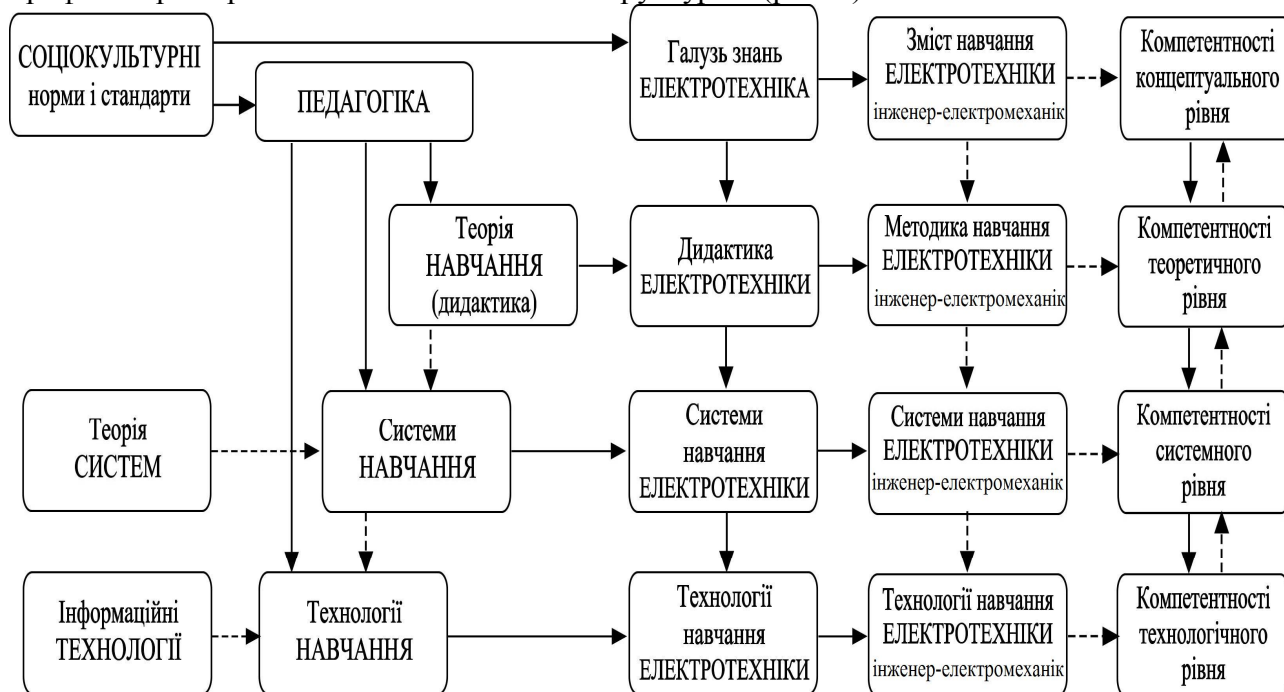 СОЦІОКУЛЬТУРНІ
норми і стандарти
ПЕДАГОГІКА
Галузь знань
ЕЛЕКТРОТЕХНІКА
Зміст навчання
ЕЛЕКТРОТЕХНІКИ
інженер-електромеханік
Компетентності
концептуального
рівня
Теорія
НАВЧАННЯ
(дидактика)
Дидактика
ЕЛЕКТРОТЕХНІКИ
Методика навчання
ЕЛЕКТРОТЕХНІКИ
інженер-електромеханік
Компетентності
теоретичного
рівня
Теорія
СИСТЕМ
Системи
НАВЧАННЯ
Системи
навчання
ЕЛЕКТРОТЕХНІКИ
Системи навчання
ЕЛЕКТРОТЕХНІКИ
інженер-електромеханік
Компетентності
системного
рівня
Інформаційні
ТЕХНОЛОГІЇ
Технології
НАВЧАННЯ
Технології
навчання
ЕЛЕКТРОТЕХНІКИ
Технології навчання
ЕЛЕКТРОТЕХНІКИ
інженер-електромеханік
Компетентності
технологічного
рівня